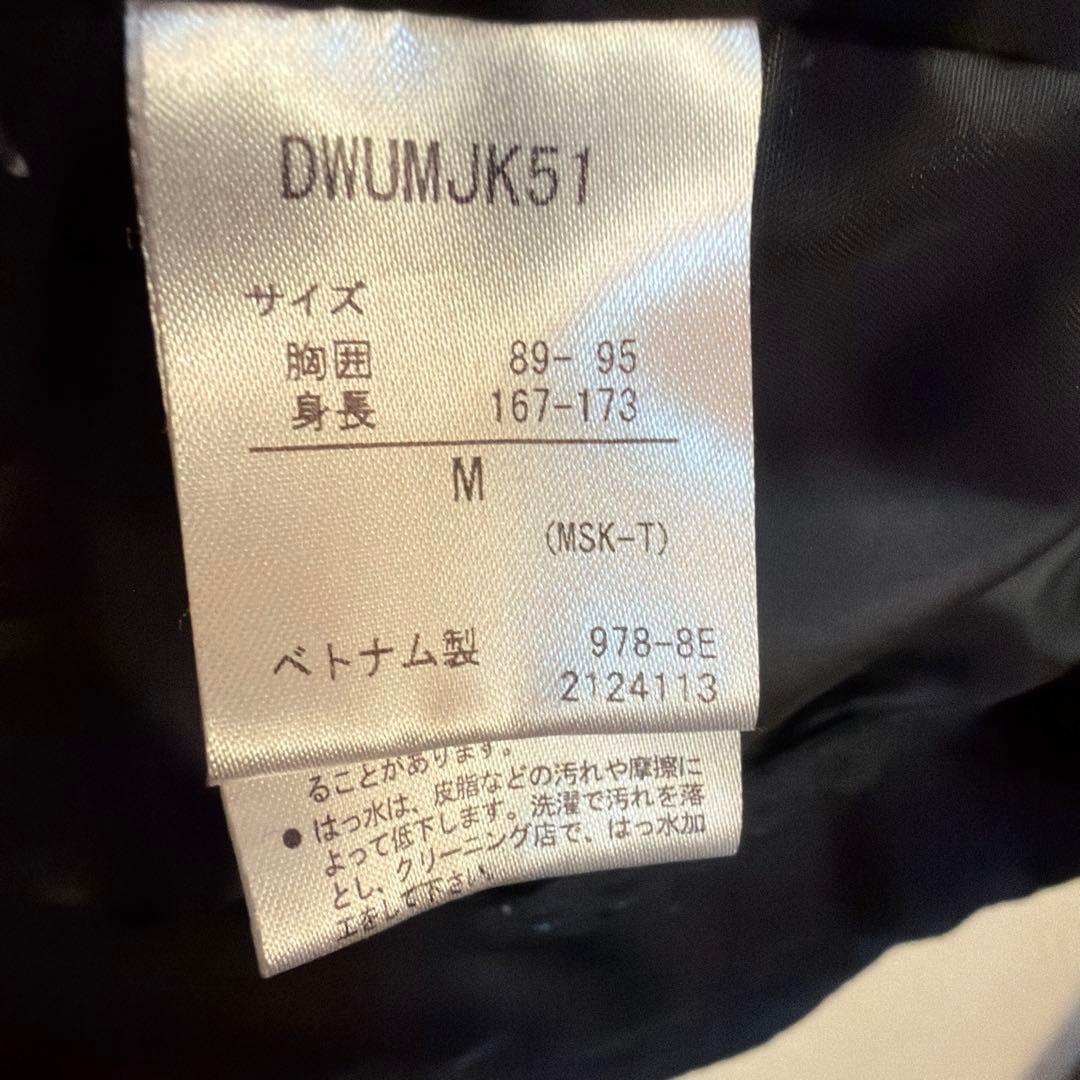 DWUMJK51
サイズ
胸囲 89- 95
身長 167-173
M
(MSK-T)
ベトナム製 978-8E
2124113
ることがあります。
● はっ水は、皮脂などの汚れや摩擦に
よって低下します。洗濯で汚れを落
とし、クリーニング店で、はっ水加
工をして下さい。